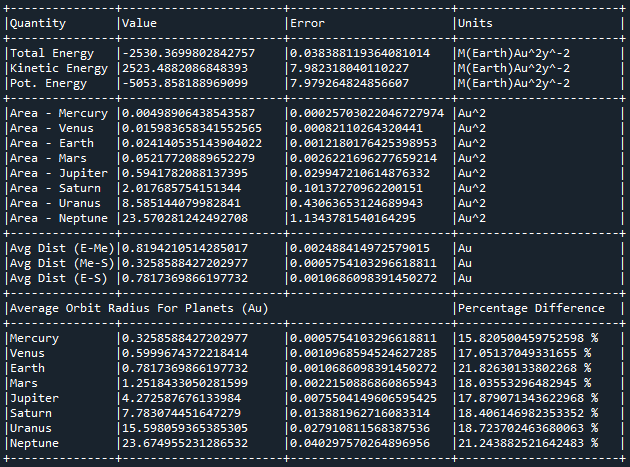 Quantity Value Error Units
Total Energy -2530.3699802842757 0.038388119364081014 M(Earth)Au^2y^-2
Kinetic Energy 2523.4882086848393 7.982318040110227 M(Earth)Au^2y^-2
Pot. Energy -5053.858188969099 7.979264824856607 M(Earth)Au^2y^-2
Area - Mercury 0.00498906438543587 0.00025703022046727974 Au^2
Area - Venus 0.015983658341552565 0.00082110264320441 Au^2
Area - Earth 0.024140535143904022 0.0012180176425398953 Au^2
Area - Mars 0.05217720889652279 0.0026221696277659214 Au^2
Area - Jupiter 0.5941782088137395 0.029947210614876332 Au^2
Area - Saturn 2.017685754151344 0.10137270962200151 Au^2
Area - Uranus 8.585144079982841 0.43063653124689943 Au^2
Area - Neptune 23.570281242492708 1.1343781540164295 Au^2
Avg Dist (E-Me) 0.8194210514285017 0.002488414972579015 Au
Avg Dist (Me-S) 0.3258588427202977 0.0005754103296618811 Au
Avg Dist (E-S) 0.7817369866197732 0.0010686098391450272 Au
Average Orbit Radius For Planets (Au) Percentage Difference
Mercury 0.3258588427202977 0.0005754103296618811 15.820500459752598 %
Venus 0.5999674372218414 0.0010968594524627285 17.05137049331655 %
Earth 0.7817369866197732 0.0010686098391450272 21.82630133802268 %
Mars 1.2518433050281599 0.0022150886860865943 18.03553296482945 %
Jupiter 4.272587676133984 0.0075504149606595425 17.879071343622968 %
Saturn 7.783074451647279 0.013881962716083314 18.406146982353352 %
Uranus 15.598059365385305 0.027910811568387536 18.723702463680063 %
Neptune 23.674955231286532 0.040297570264896956 21.243882521642483 %